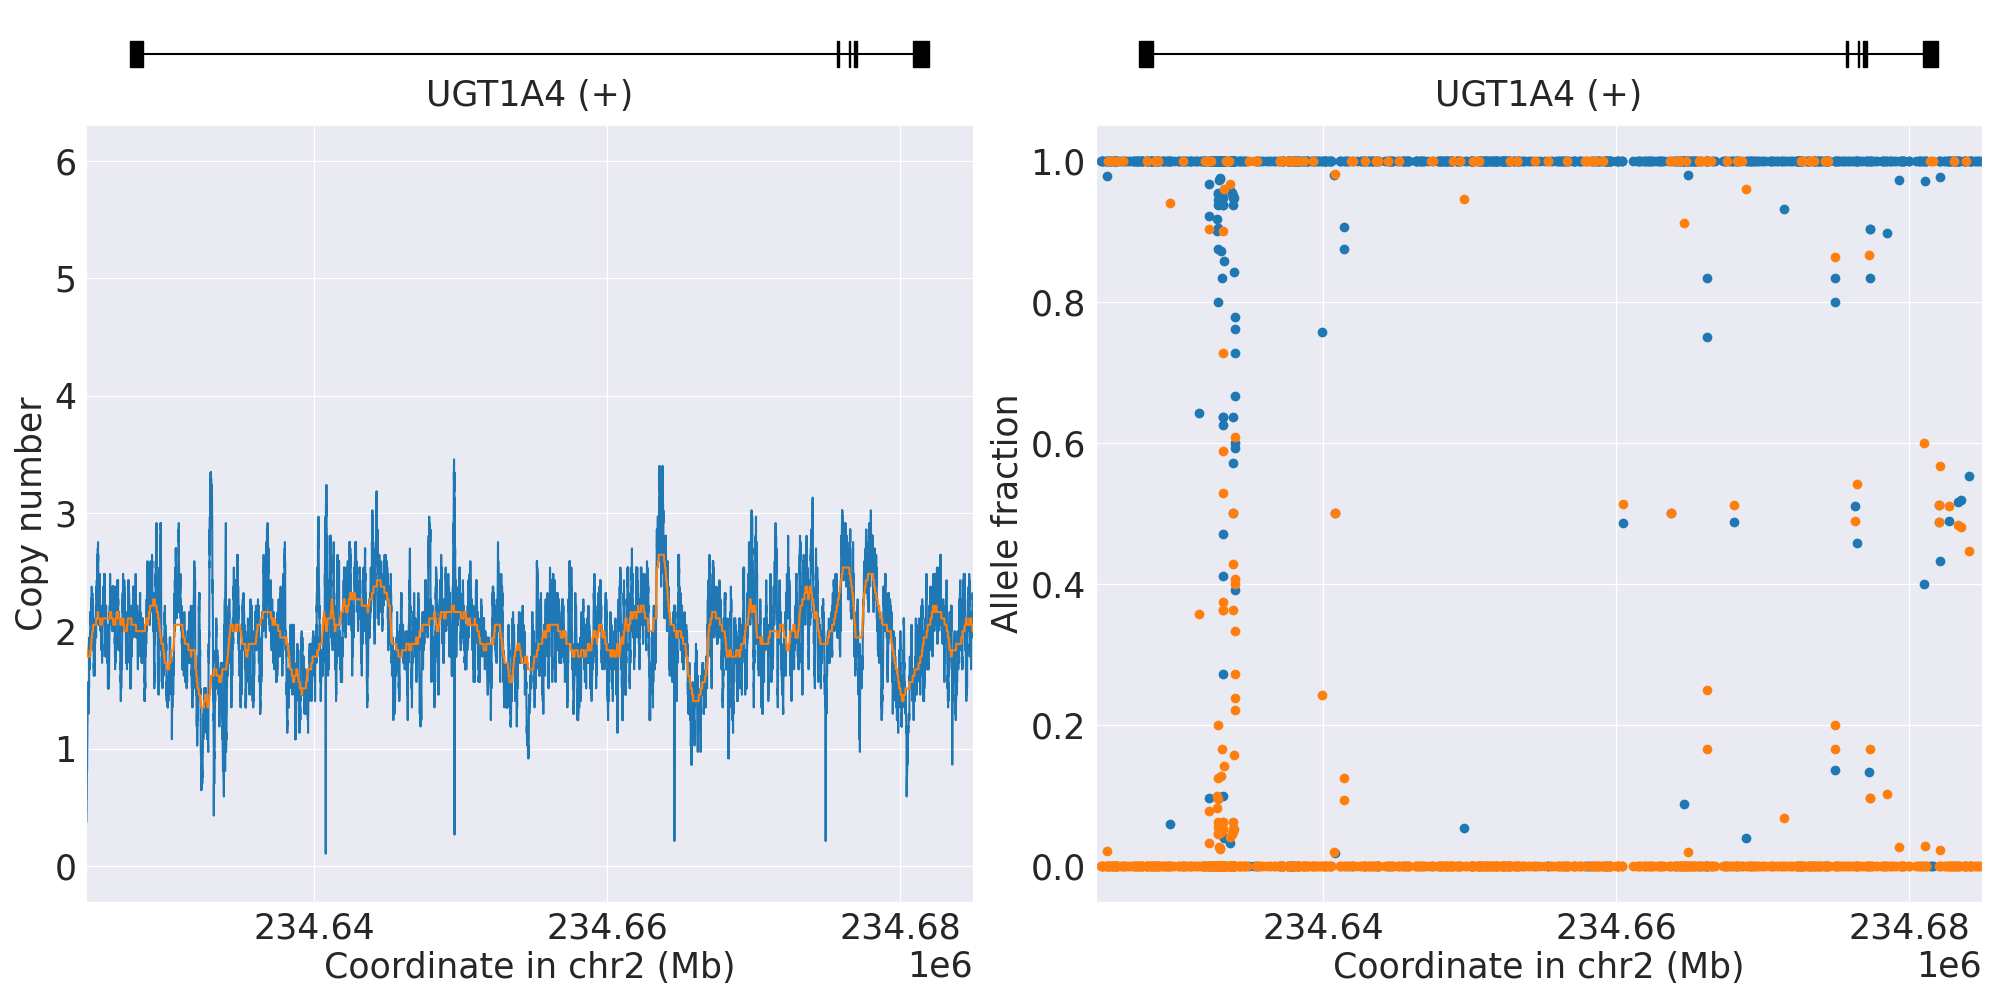 UGT1A4 (+)
UGT1A4 (+)
6
5
4
3
2
1
0
Copy number
234.64
234.66
234.68
Coordinate in chr2 (Mb)
1e6
1.0
0.8
0.6
0.4
0.2
0.0
Allele fraction
234.64
234.66
234.68
Coordinate in chr2 (Mb)
1e6